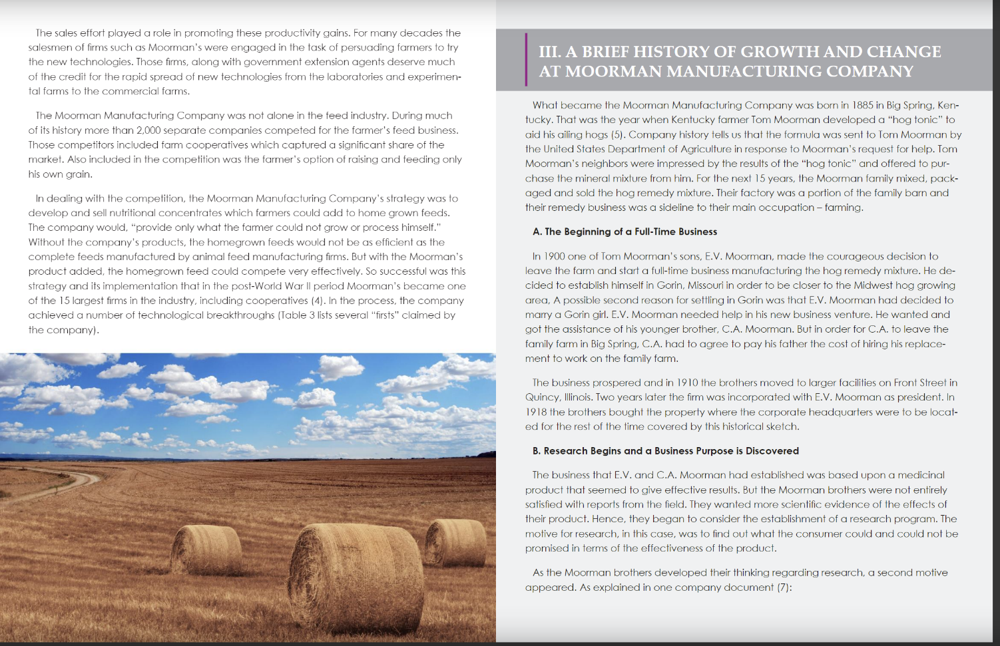 The sales effort played a role in promoting these productivity gains. For many decades the
salesmen of firms such as Moorman's were engaged in the task of persuading farmers to try
the new technologies. Those firms, along with government extension agents deserve much
of the credit for the rapid spread of new technologies from the laboratories and experimen-
tal farms to the commercial farms.
The Moorman Manufacturing Company was not alone in the feed industry. During much
of its history more than 2,000 separate companies competed for the farmer's feed business.
Those competitors included farm cooperatives which captured a significant share of the
market. Also included in the competition was the farmer's option of raising and feeding only
his own grain.
In dealing with the competition, the Moorman Manufacturing Company's strategy was to
develop and sell nutritional concentrates which farmers could add to home grown feeds.
The company would, "provide only what the farmer could not grow or process himself."
Without the company's products, the homegrown feeds would not be as efficient as the
complete feeds manufactured by animal feed manufacturing firms. But with the Moorman's
product added, the homegrown feed could compete very effectively. So successful was this
strategy and its implementation that in the post-World War II period Moorman's became one
of the 15 largest firms in the industry, including cooperatives (4). In the process, the company
achieved a number of technological breakthroughs (Table 3 lists several "firsts" claimed by
the company).
III. A BRIEF HISTORY OF GROWTH AND CHANGE
AT MOORMAN MANUFACTURING COMPANY
What became the Moorman Manufacturing Company was born in 1885 in Big Spring, Ken-
tucky. That was the year when Kentucky farmer Tom Moorman developed a "hog tonic" to
aid his ailing hogs (5). Company history tells us that the formula was sent to Tom Moorman by
the United States Department of Agriculture in response to Moorman's request for help. Tom
Moorman's neighbors were impressed by the results of the "hog tonic" and offered to pur-
chase the mineral mixture from him. For the next 15 years, the Moorman family mixed, pack-
aged and sold the hog remedy mixture. Their factory was a portion of the family barn and
their remedy business was a sideline to their main occupation – farming.
A. The Beginning of a Full-Time Business
In 1900 one of Tom Moorman's sons, E.V. Moorman, made the courageous decision to
leave the farm and start a full-time business manufacturing the hog remedy mixture. He de-
cided to establish himself in Gorin, Missouri in order to be closer to the Midwest hog growing
area, A possible second reason for settling in Gorin was that E.V. Moorman had decided to
marry a Gorin girl. E.V. Moorman needed help in his new business venture. He wanted and
got the assistance of his younger brother, C.A. Moorman. But in order for C.A. to leave the
family farm in Big Spring, C.A. had to agree to pay his father the cost of hiring his replace-
ment to work on the family farm.
The business prospered and in 1910 the brothers moved to larger facilities on Front Street in
Quincy, Illinois. Two years later the firm was incorporated with E.V. Moorman as president. In
1918 the brothers bought the property where the corporate headquarters were to be locat-
ed for the rest of the time covered by this historical sketch.
B. Research Begins and a Business Purpose is Discovered
The business that E.V. and C.A. Moorman had established was based upon a medicinal
product that seemed to give effective results. But the Moorman brothers were not entirely
satisfied with reports from the field. They wanted more scientific evidence of the effects of
their product. Hence, they began to consider the establishment of a research program. The
motive for research, in this case, was to find out what the consumer could and could not be
promised in terms of the effectiveness of the product.
As the Moorman brothers developed their thinking regarding research, a second motive
appeared. As explained in one company document (7):